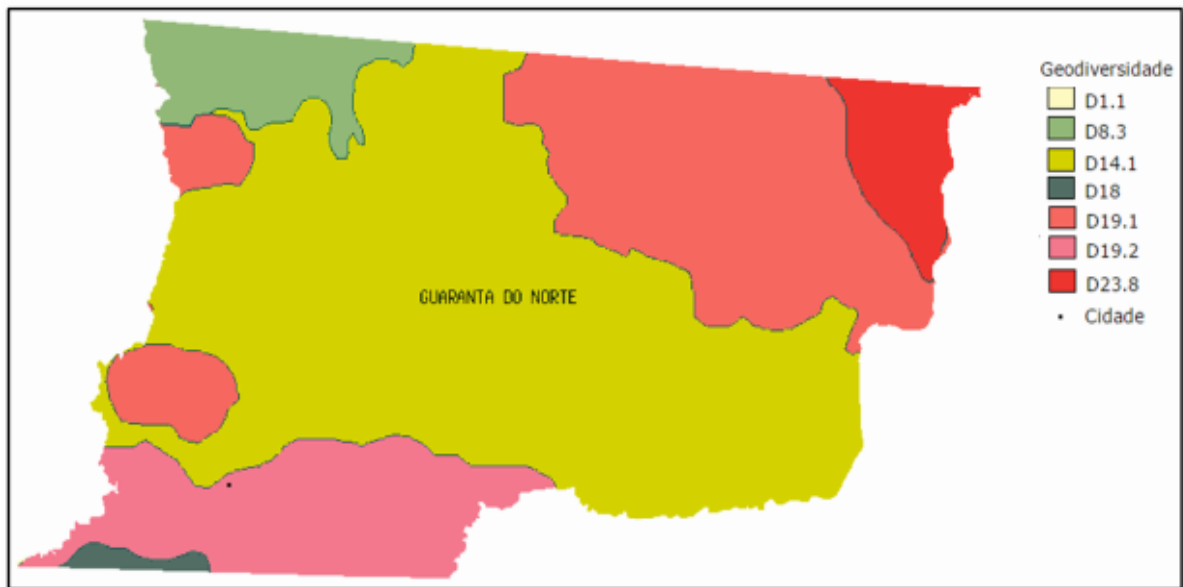 Geodiversidade
D1.1
D8.3
D14.1
D18
D19.1
D19.2
D23.8
Cidade
GUARANTA DO NORTE